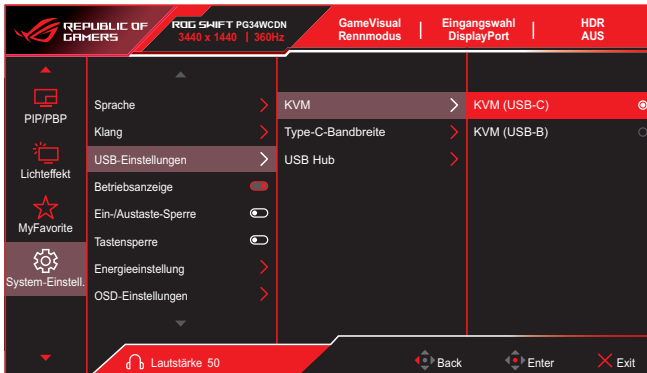 REPUBLIC OF
GAMERS
ROG SWIFT PG34WCDN
3440 x 1440 | 360Hz
GameVisual
Rennmodus
Eingangswahl
DisplayPort
HDR
AUS
PIP/PBP
Lichteffekt
MyFavorite
System-Einstell.
Sprache
Klang
USB-Einstellungen
Betriebsanzeige
Ein-/Austaste-Sperre
Tastensperre
Energieeinstellung
OSD-Einstellungen
KVM
Type-C-Bandbreite
USB Hub
KVM (USB-C)
KVM (USB-B)
Lautstärke 50
Back
Enter
Exit